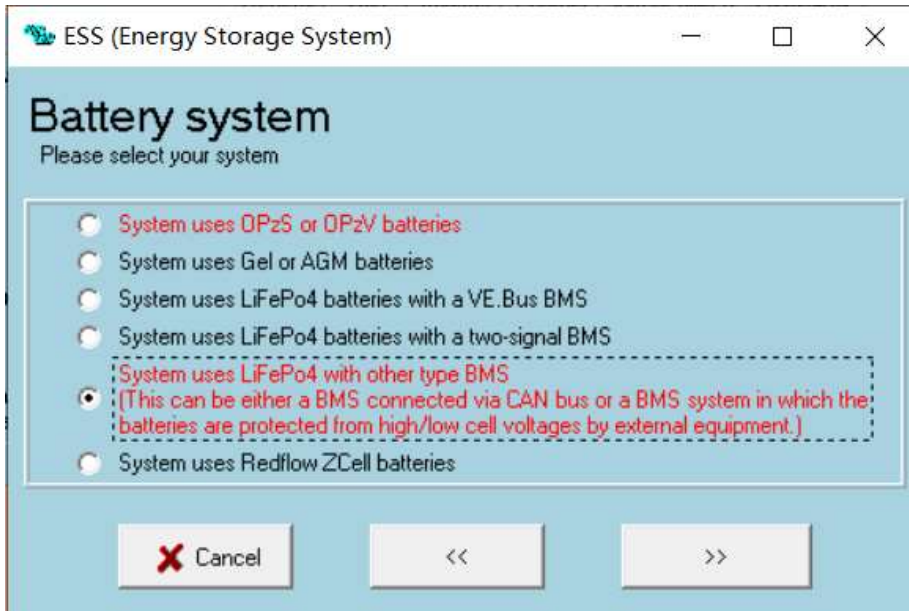 ESS (Energy Storage System)
Battery system
Please select your system
System uses OPzS or OPzV batteries
System uses Gel or AGM batteries
System uses LiFePo4 batteries with a VE.Bus BMS
System uses LiFePo4 batteries with a two-signal BMS
System uses LiFePo4 with other type BMS
(This can be either a BMS connected via CAN bus or a BMS system in which the
batteries are protected from high/low cell voltages by external equipment.)
System uses Redflow ZCell batteries
Cancel << >>